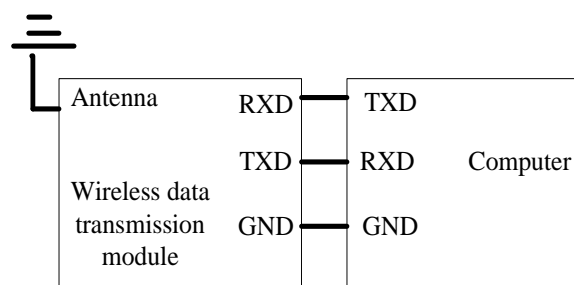 Antenna
RXD
TXD
TXD
RXD
Computer
Wireless data
transmission
module
GND
GND